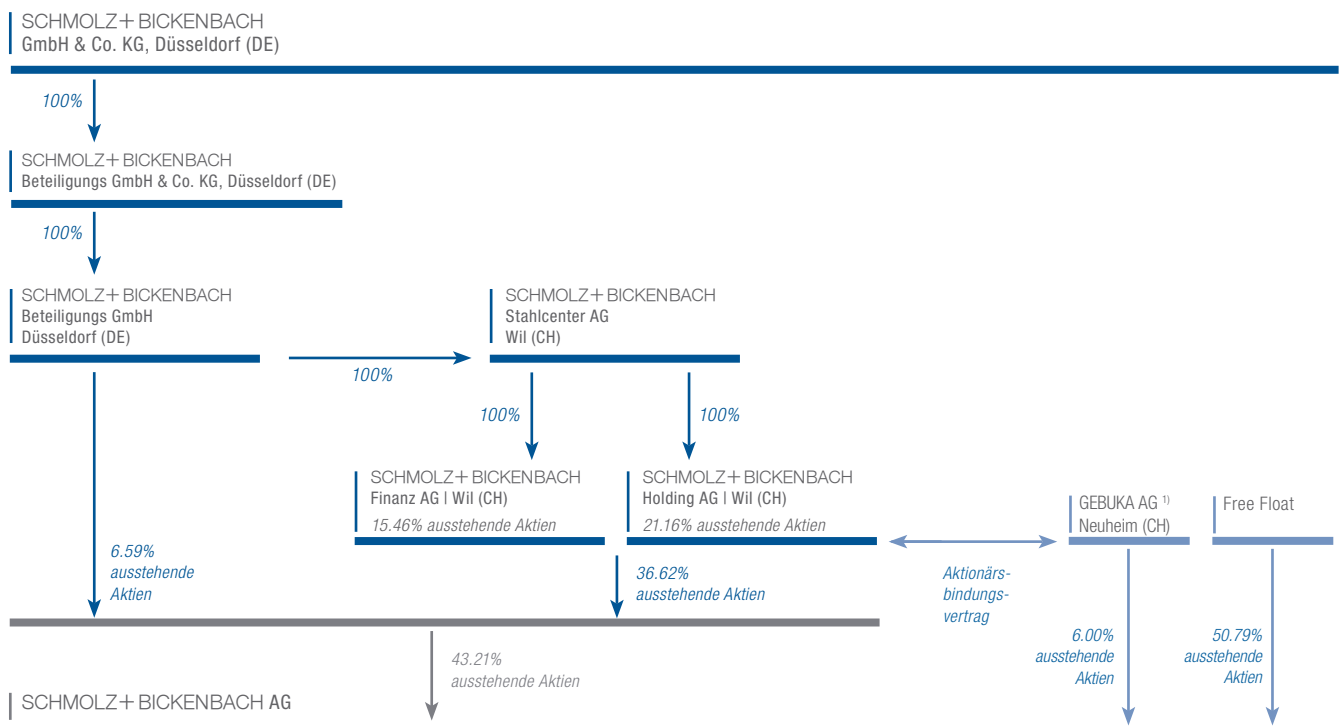 SCHMOLZ+BICKENBACH
GmbH & Co. KG, Düsseldorf (DE)
100%
SCHMOLZ+BICKENBACH
Beteiligungs GmbH & Co. KG, Düsseldorf (DE)
100%
SCHMOLZ+BICKENBACH
Beteiligungs GmbH
Düsseldorf (DE)
SCHMOLZ+BICKENBACH
Stahlcenter AG
Wil (CH)
100%
100%
100%
SCHMOLZ+BICKENBACH
Finanz AG | Wil (CH)
15.46% ausstehende Aktien
SCHMOLZ+BICKENBACH
Holding AG | Wil (CH)
21.16% ausstehende Aktien
GEBUKA AG 1)
Neuheim (CH)
Free Float
6.59%
ausstehende
Aktien
36.62%
ausstehende Aktien
Aktionärs-
bindungs-
vertrag
6.00%
ausstehende
Aktien
50.79%
ausstehende
Aktien
43.21%
ausstehende Aktien
SCHMOLZ+BICKENBACH AG